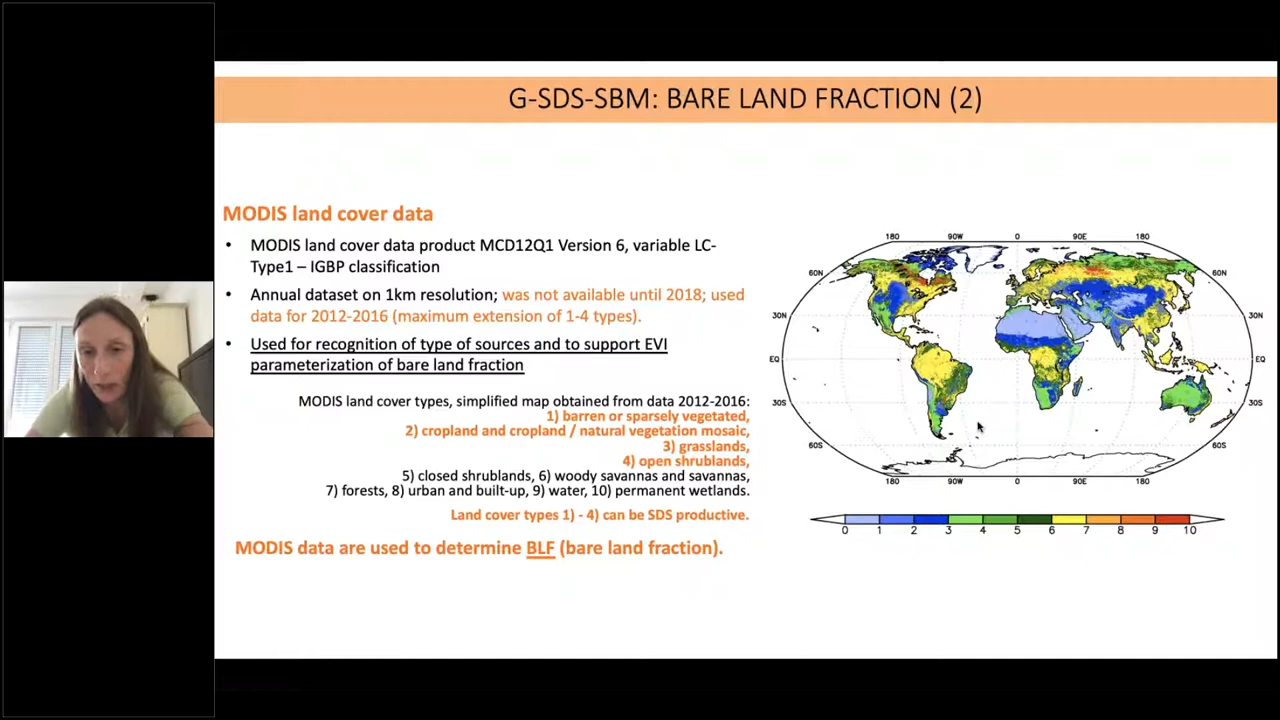 G-SDS-SBM: BARE LAND FRACTION (2)
MODIS land cover data
• MODIS land cover data product MCD12Q1 Version 6, variable LC-
Type1 – IGBP classification
• Annual dataset on 1km resolution; was not available until 2018; used
data for 2012-2016 (maximum extension of 1-4 types).
• Used for recognition of type of sources and to support EVI
parameterization of bare land fraction
MODIS land cover types, simplified map obtained from data 2012-2016:
1) barren or sparsely vegetated,
2) cropland and cropland / natural vegetation mosaic,
3) grasslands,
4) open shrublands,
5) closed shrublands, 6) woody savannas and savannas,
7) forests, 8) urban and built-up, 9) water, 10) permanent wetlands.
Land cover types 1) - 4) can be SDS productive.
MODIS data are used to determine BLF (bare land fraction).
180 90W 0 90E 180
60N 60N
30N 30N
EQ EQ
30S 30S
60S 60S
180 90W 0 90E 180
0 1 2 3 4 5 6 7 8 9 10